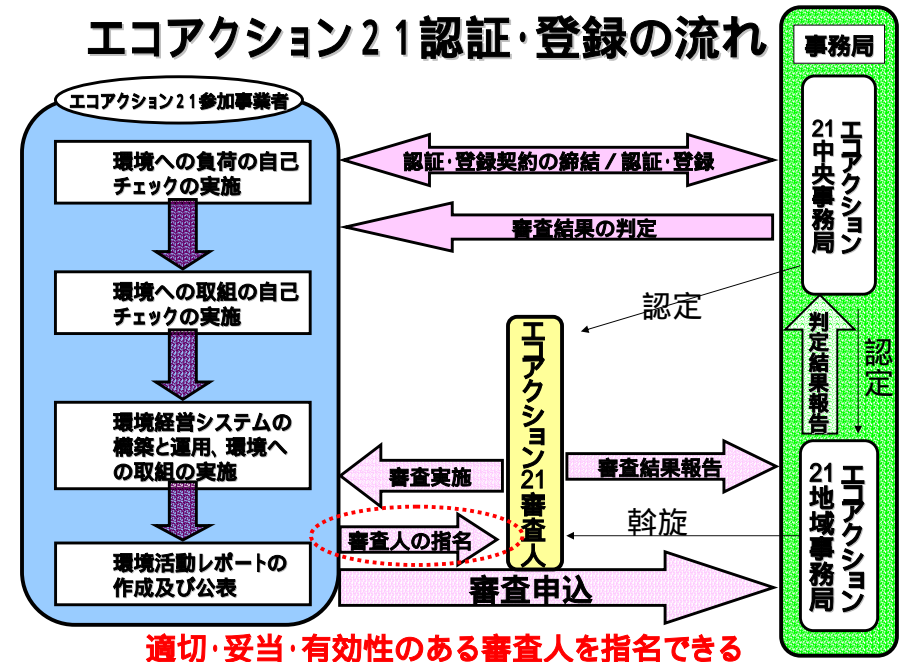 エコアクション２１認証･登録の流れ
事務局
エコアクション２１参加事業者
環境への負荷の自己
チェックの実施
環境への取組の自己
チェックの実施
環境経営システムの
構築と運用、環境へ
の取組の実施
環境活動レポートの
作成及び公表
認証･登録契約の締結 / 認証･登録
審査結果の判定
認定
エコアクション
21中央事務局
判定結果報告
認定
エコアクション21審査人
審査実施
審査結果報告
審査人の指名
斡旋
エコアクション
21地域事務局
審査申込
適切･妥当･有効性のある審査人を指名できる